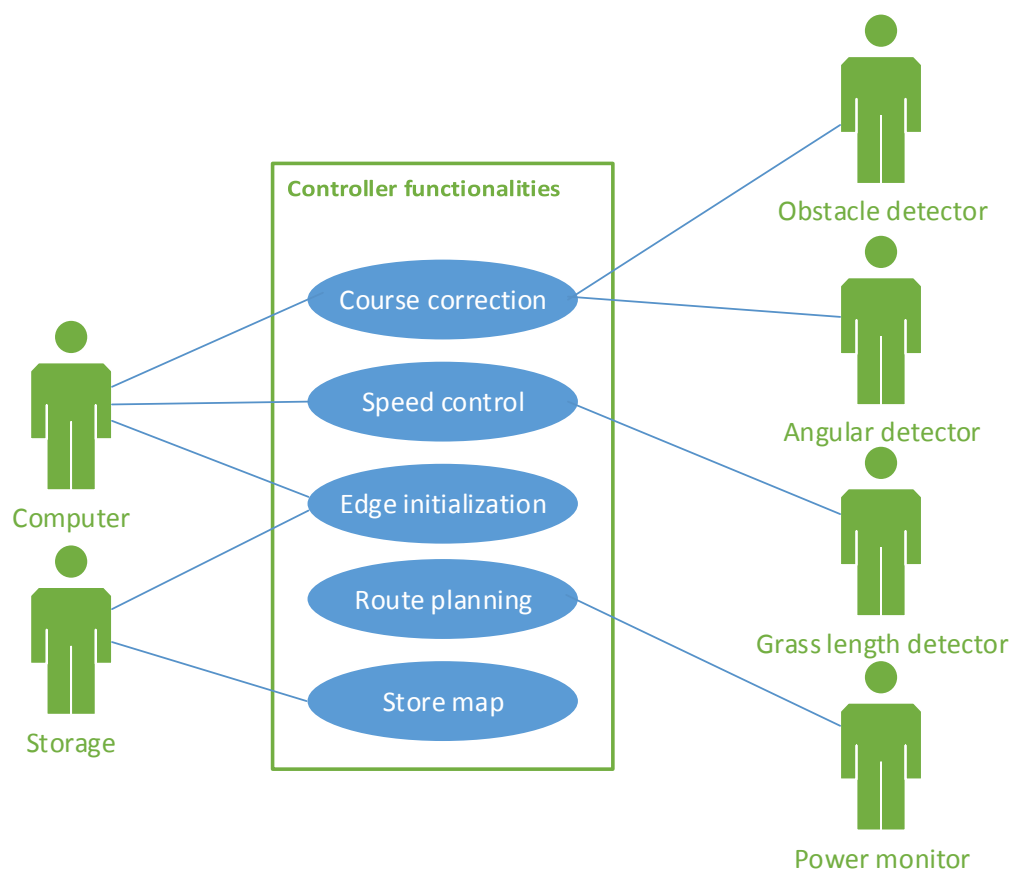 Controller functionalities
Course correction
Speed control
Edge initialization
Route planning
Store map
Computer
Storage
Obstacle detector
Angular detector
Grass length detector
Power monitor